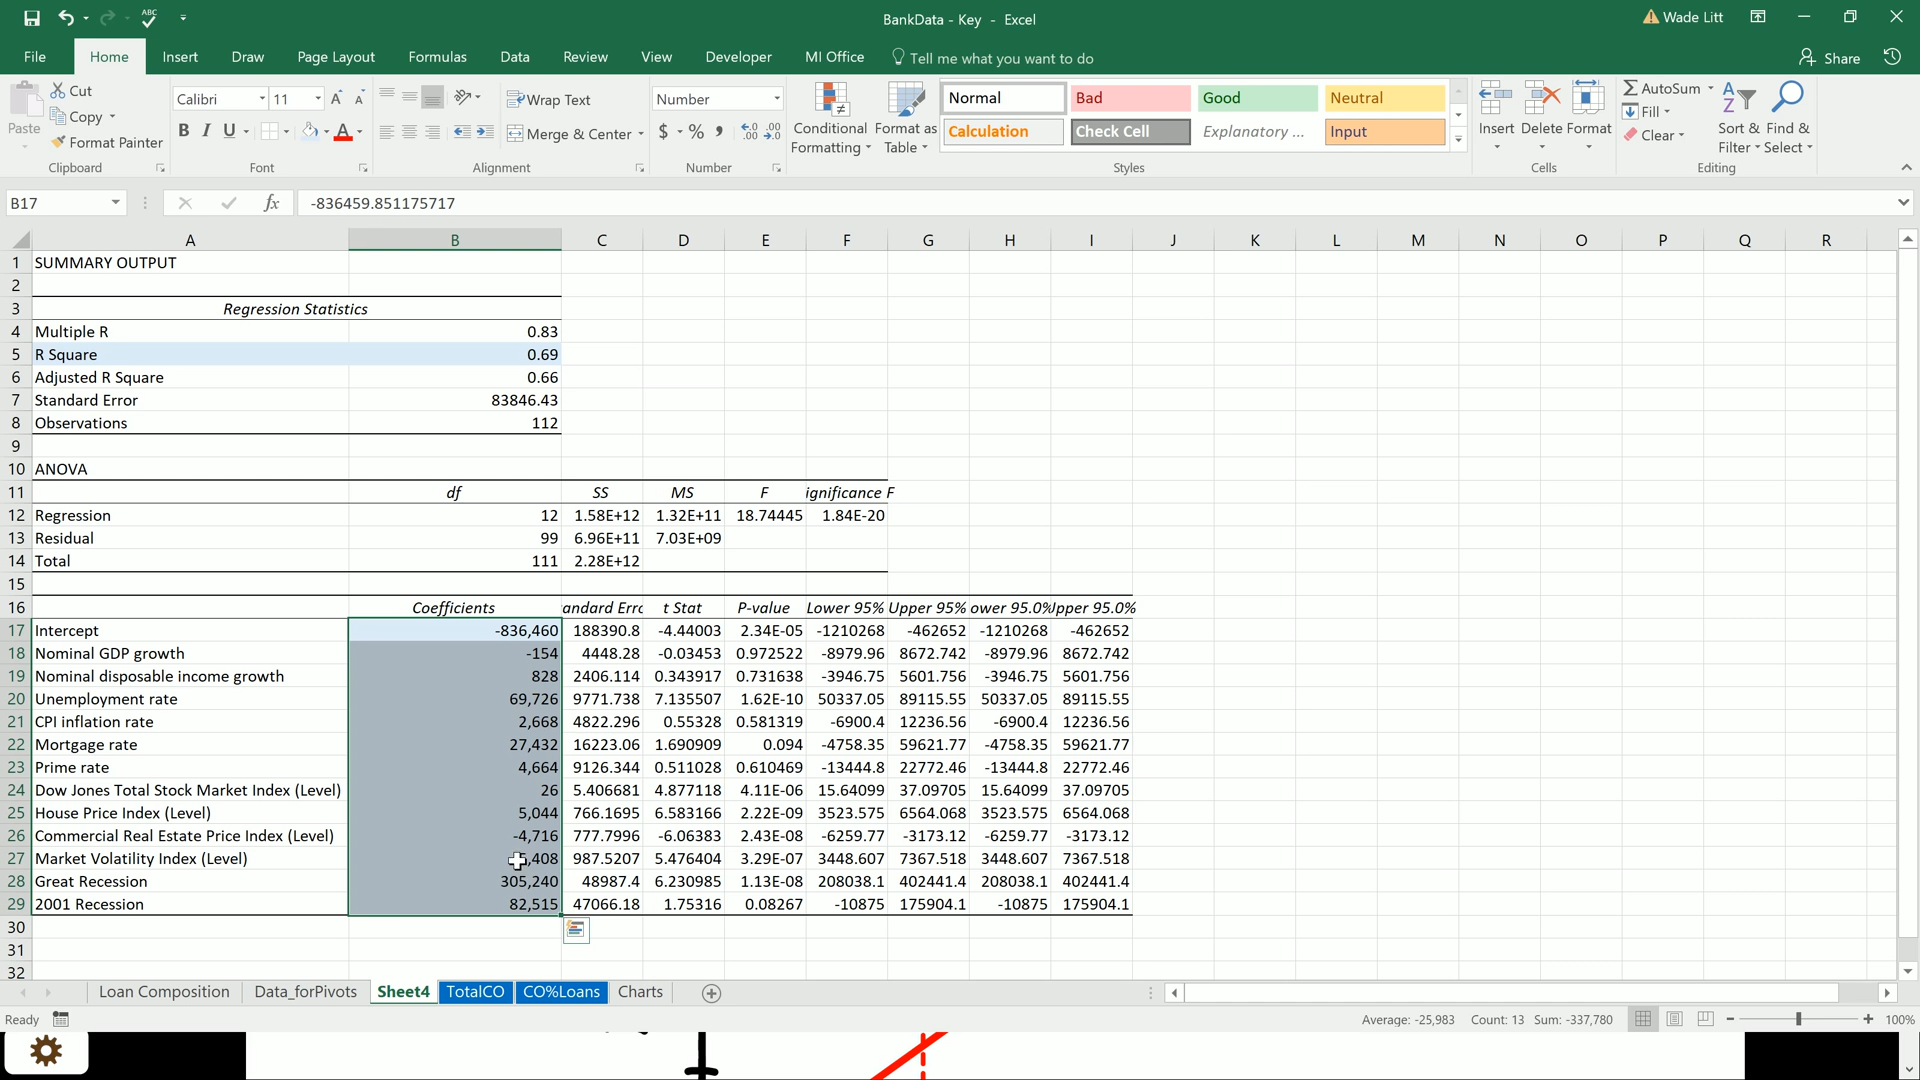 BankData - Key - Excel
Wade Litt
File Home Insert Draw Page Layout Formulas Data Review View Developer MI Office Tell me what you want to do Share
Paste Cut Copy Format Painter Clipboard
Calibri 11 B I U A Font
Wrap Text Merge & Center Alignment
Number $ % Number
Conditional Formatting Format as Table
Normal Bad Good Neutral
Calculation Check Cell Explanatory ... Input
Styles
Insert Delete Format Cells
AutoSum Fill Clear Sort & Filter Find & Select Editing
B17 fx -836459.851175717
A B C D E F G H I J K L M N O P Q R
1 SUMMARY OUTPUT
2
3 Regression Statistics
4 Multiple R 0.83
5 R Square 0.69
6 Adjusted R Square 0.66
7 Standard Error 83846.43
8 Observations 112
9
10 ANOVA
11 df SS MS F ignificance F
12 Regression 12 1.58E+12 1.32E+11 18.74445 1.84E-20
13 Residual 99 6.96E+11 7.03E+09
14 Total 111 2.28E+12
15
16 Coefficients andard Erro t Stat P-value Lower 95% Upper 95% ower 95.0% Upper 95.0%
17 Intercept -836,460 188390.8 -4.44003 2.34E-05 -1210268 -462652 -1210268 -462652
18 Nominal GDP growth -154 4448.28 -0.03453 0.972522 -8979.96 8672.742 -8979.96 8672.742
19 Nominal disposable income growth 828 2406.114 0.343917 0.731638 -3946.75 5601.756 -3946.75 5601.756
20 Unemployment rate 69,726 9771.738 7.135507 1.62E-10 50337.05 89115.55 50337.05 89115.55
21 CPI inflation rate 2,668 4822.296 0.55328 0.581319 -6900.4 12236.56 -6900.4 12236.56
22 Mortgage rate 27,432 16223.06 1.690909 0.094 -4758.35 59621.77 -4758.35 59621.77
23 Prime rate 4,664 9126.344 0.511028 0.610469 -13444.8 22772.46 -13444.8 22772.46
24 Dow Jones Total Stock Market Index (Level) 26 5.406681 4.877118 4.11E-06 15.64099 37.09705 15.64099 37.09705
25 House Price Index (Level) 5,044 766.1695 6.583166 2.22E-09 3523.575 6564.068 3523.575 6564.068
26 Commercial Real Estate Price Index (Level) -4,716 777.7996 -6.06383 2.43E-08 -6259.77 -3173.12 -6259.77 -3173.12
27 Market Volatility Index (Level) ,408 987.5207 5.476404 3.29E-07 3448.607 7367.518 3448.607 7367.518
28 Great Recession 305,240 48987.4 6.230985 1.13E-08 208038.1 402441.4 208038.1 402441.4
29 2001 Recession 82,515 47066.18 1.75316 0.08267 -10875 175904.1 -10875 175904.1
30
31
32
Loan Composition Data_forPivots Sheet4 TotalCO CO%Loans Charts
Ready Average: -25,983 Count: 13 Sum: -337,780 100%